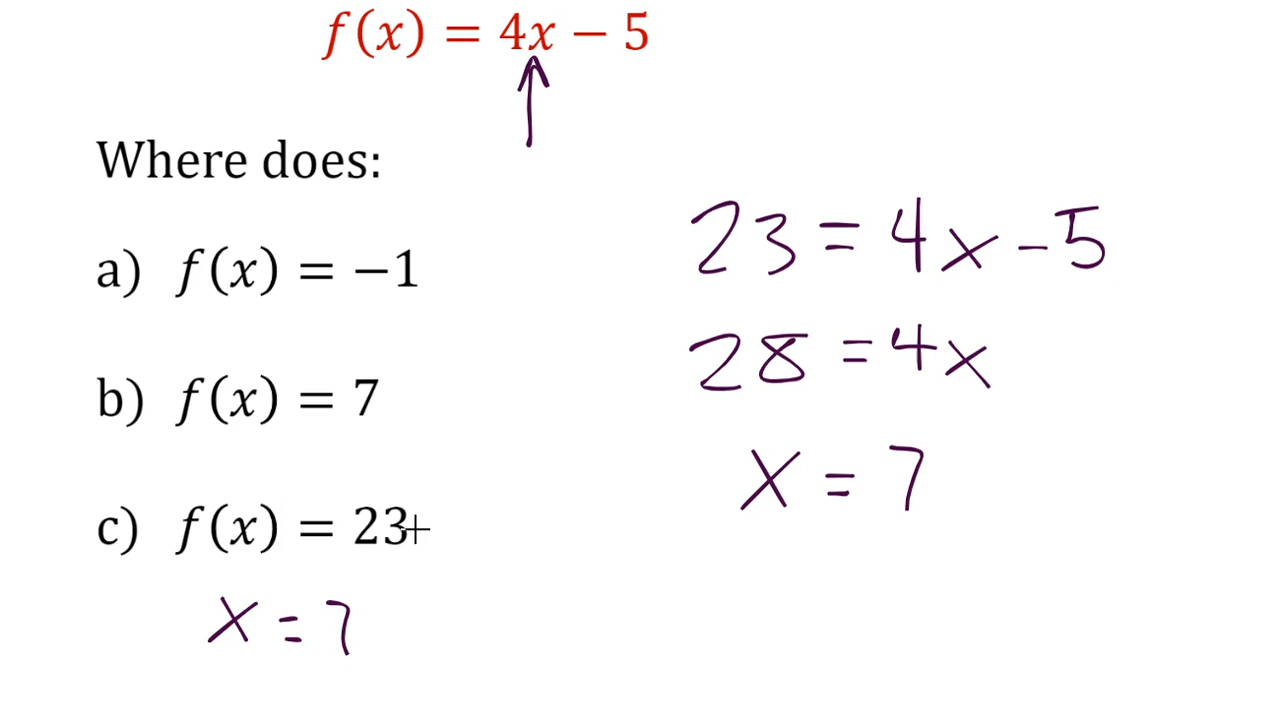 f(x) = 4x − 5
Where does:
a) f(x) = −1
b) f(x) = 7
c) f(x) = 23
x = 7
23 = 4x − 5
28 = 4x
x = 7